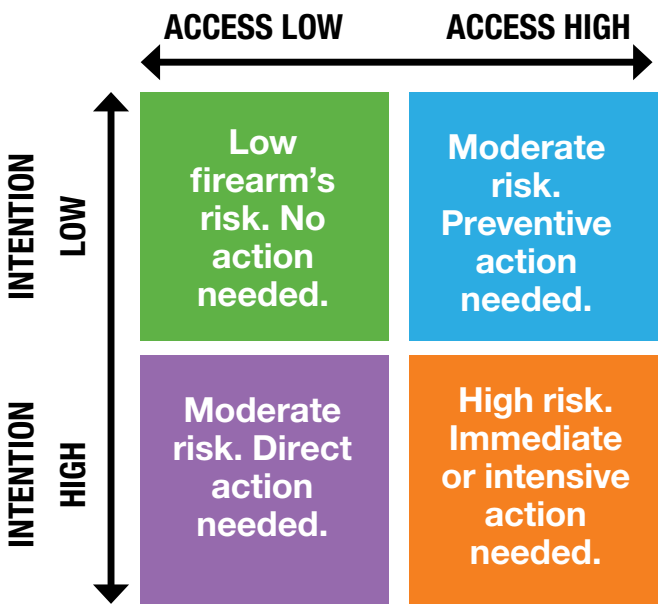 ACCESS LOW ACCESS HIGH
INTENTION
LOW
Low
firearm’s
risk. No
action
needed.
Moderate
risk.
Preventive
action
needed.
INTENTION
HIGH
Moderate
risk. Direct
action
needed.
High risk.
Immediate
or intensive
action
needed.